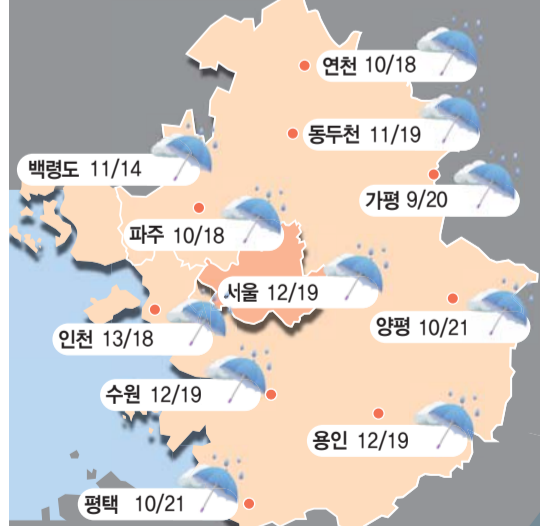 연천 10/18
동두천 11/19
백령도 11/14
가평 9/20
파주 10/18
서울 12/19
양평 10/21
인천 13/18
수원 12/19
용인 12/19
평택 10/21